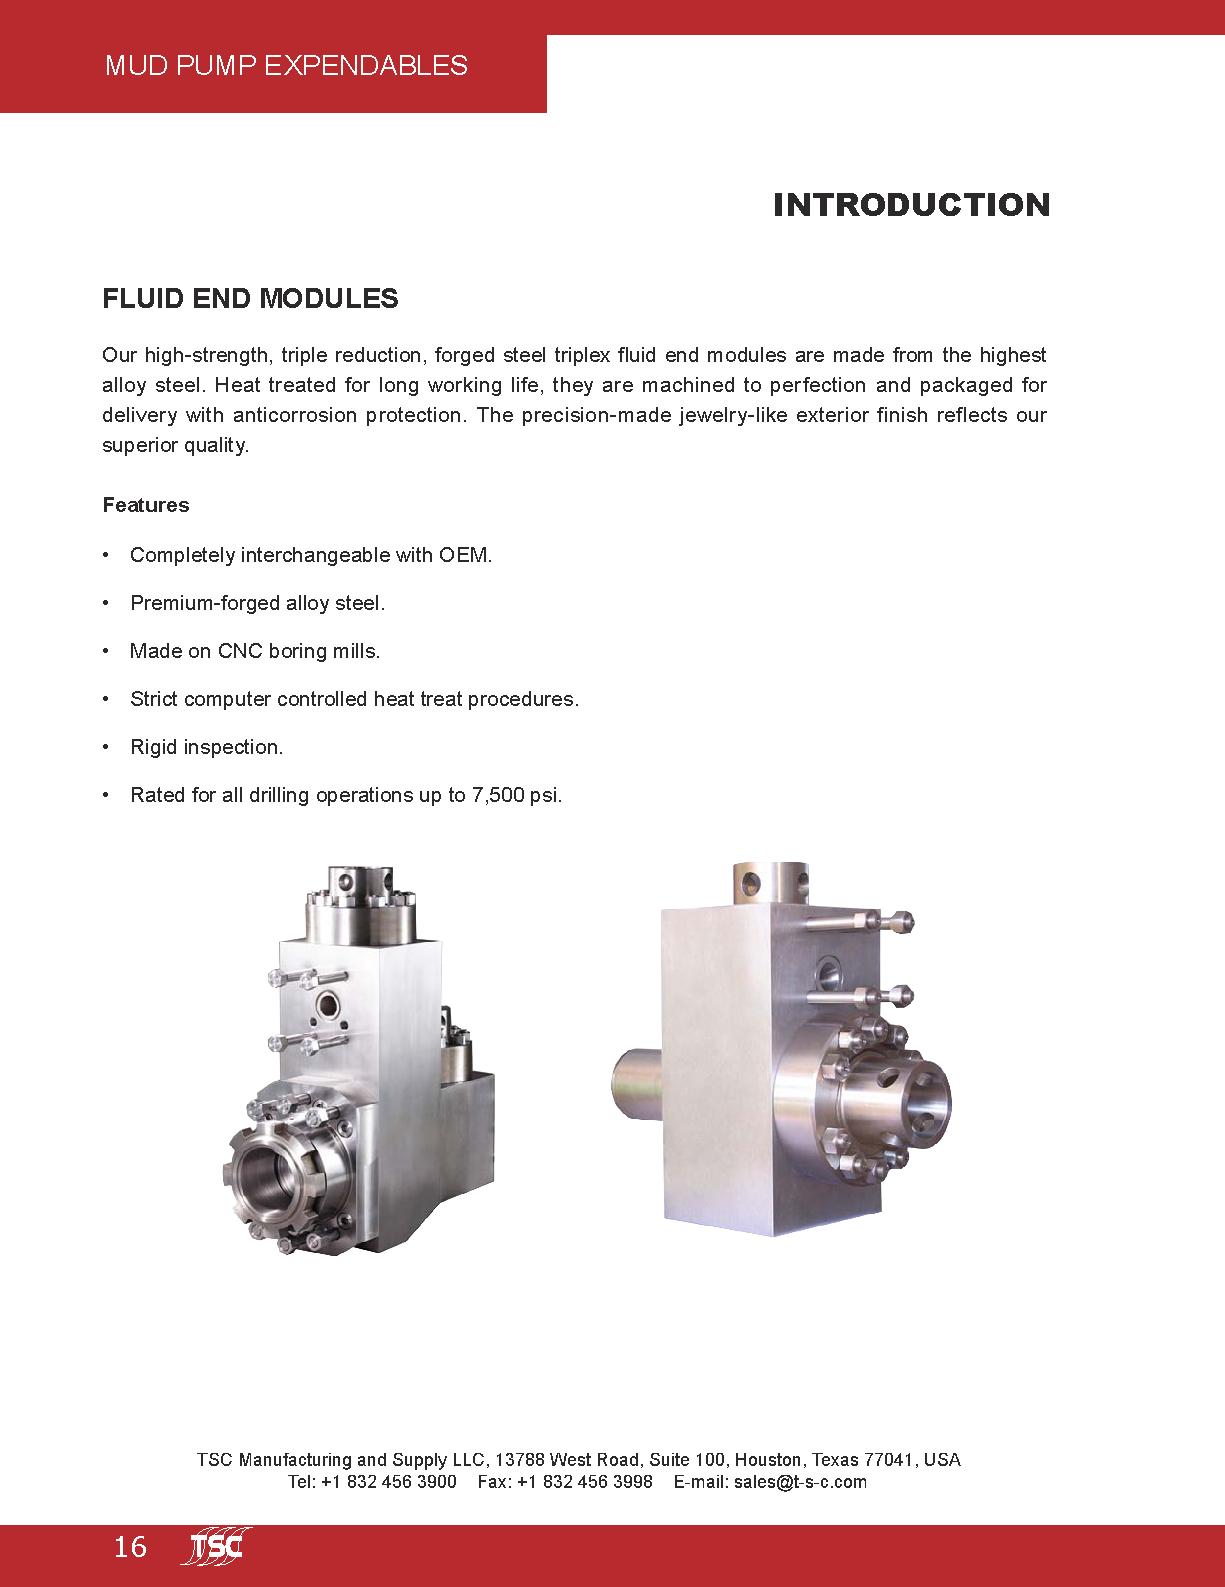 MUD PUMP EXPENDABLES
INTRODUCTION
FLUID END MODULES
Our high-strength, triple reduction, forged steel triplex fluid end modules are made from the highest
alloy steel. Heat treated for long working life, they are machined to perfection and packaged for
delivery with anticorrosion protection. The precision-made jewelry-like exterior finish reflects our
superior quality.
Features
• Completely interchangeable with OEM.
• Premium-forged alloy steel.
• Made on CNC boring mills.
• Strict computer controlled heat treat procedures.
• Rigid inspection.
• Rated for all drilling operations up to 7,500 psi.
TSC Manufacturing and Supply LLC, 13788 West Road, Suite 100, Houston, Texas 77041, USA
Tel: +1 832 456 3900 Fax: +1 832 456 3998 E-mail: sales@t-s-c.com
16 TSC